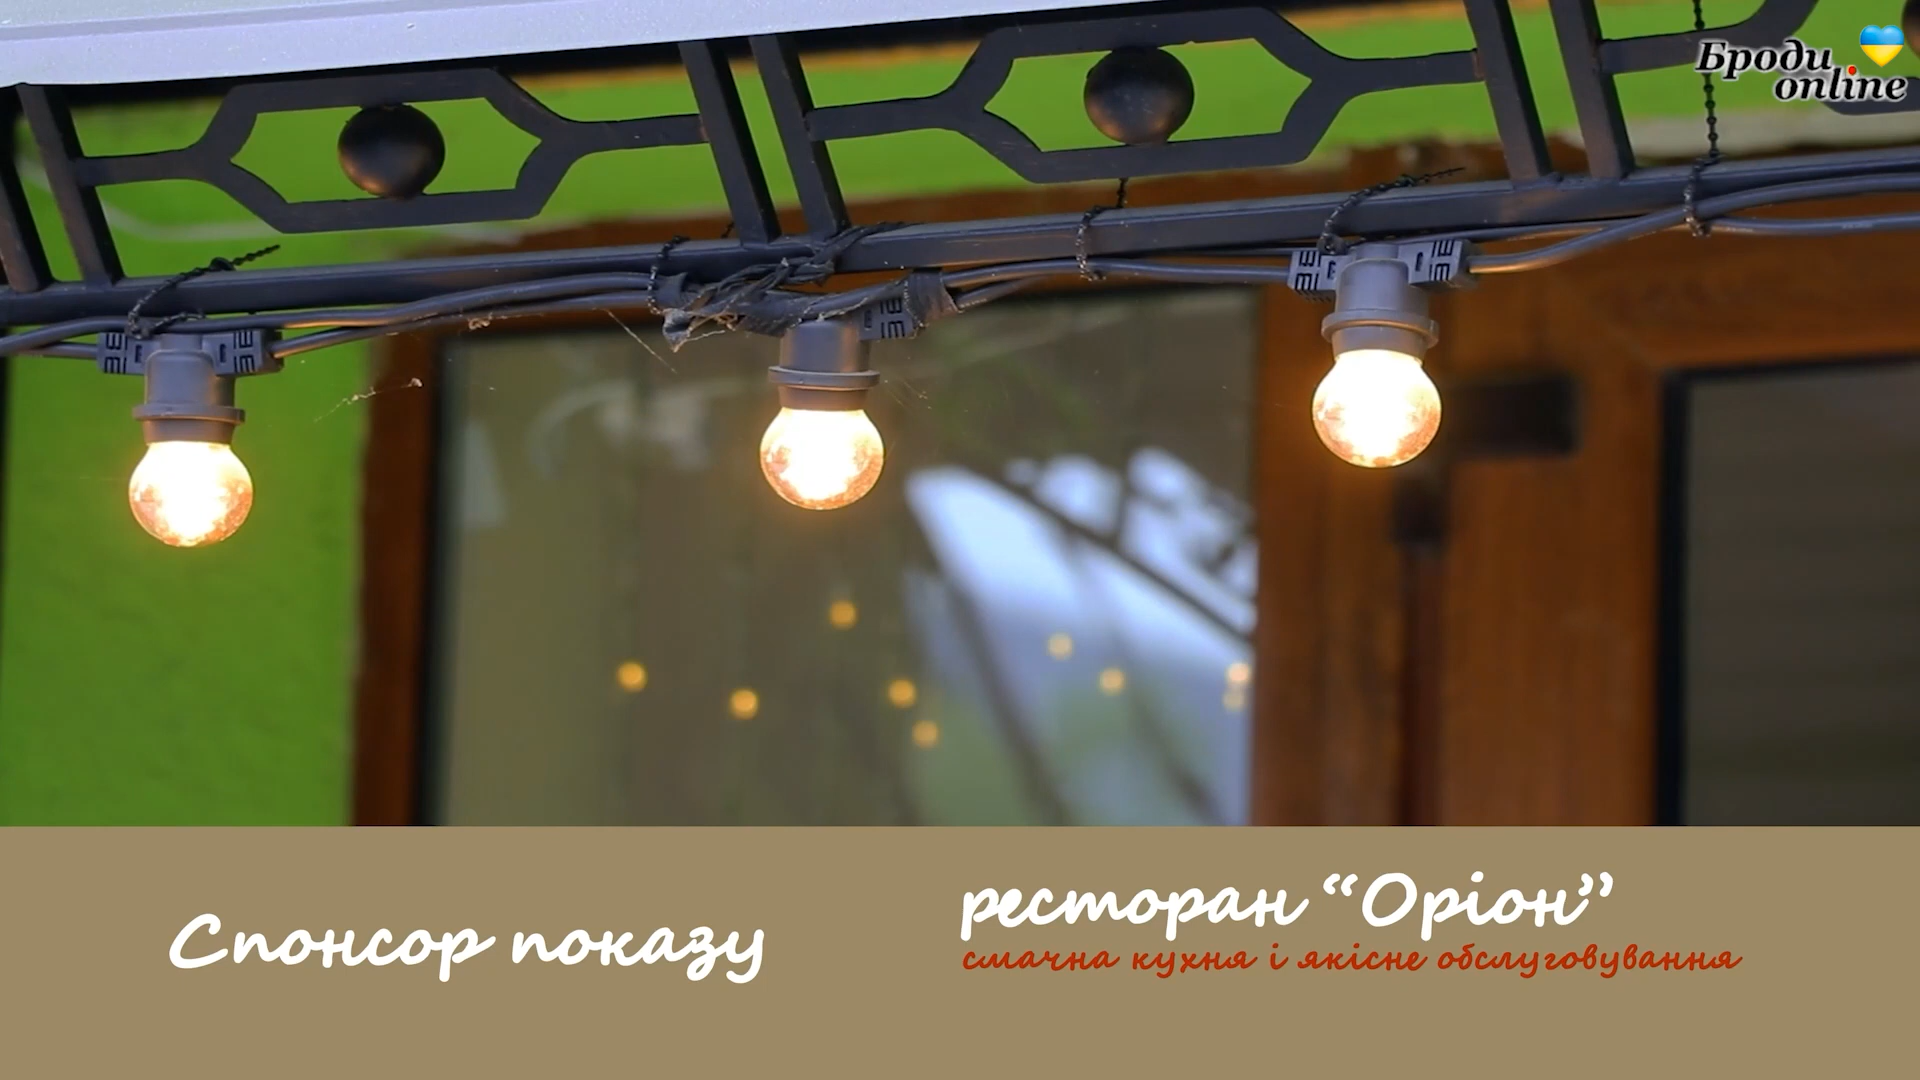 Броди
online
Спонсор показу
ресторан “Оріон”
смачна кухня і якісне обслуговування